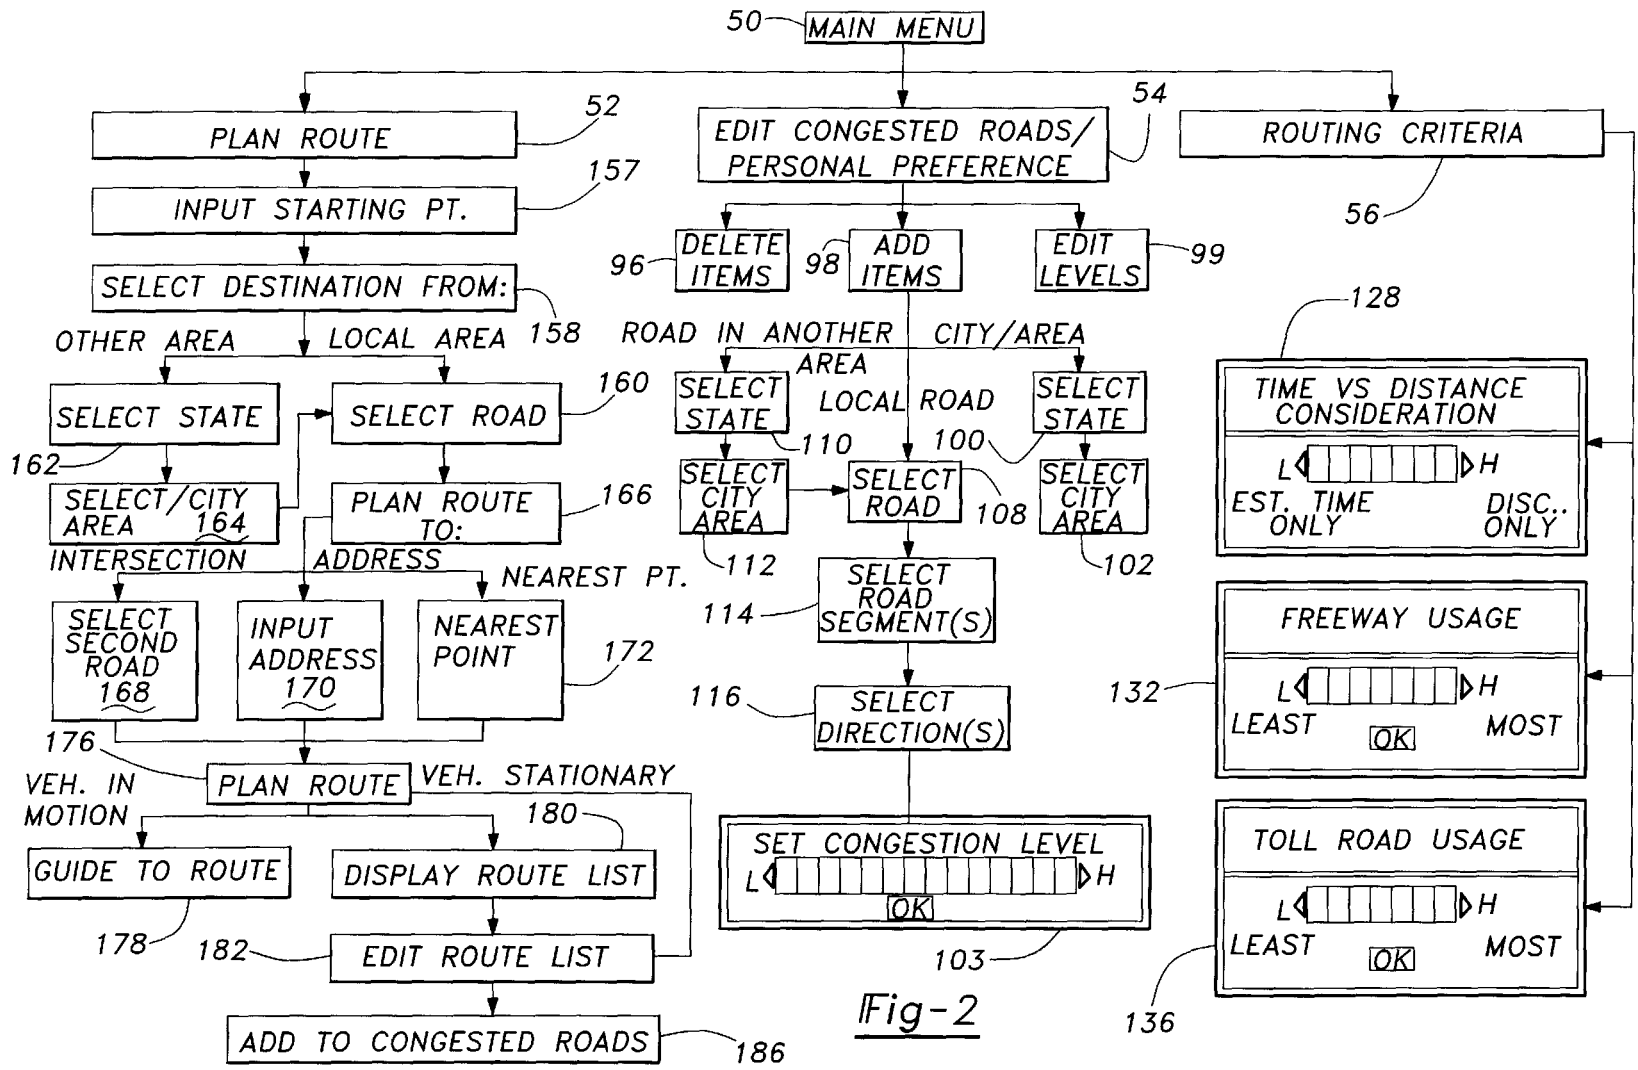 50
MAIN MENU
52
PLAN ROUTE
157
INPUT STARTING PT.
SELECT DESTINATION FROM:
158
OTHER AREA
LOCAL AREA
SELECT STATE
162
SELECT ROAD
160
SELECT/CITY
AREA 164
PLAN ROUTE
TO:
166
INTERSECTION
ADDRESS
NEAREST PT.
SELECT
SECOND
ROAD
168
INPUT
ADDRESS
170
NEAREST
POINT
172
176
PLAN ROUTE
VEH. IN
MOTION
VEH. STATIONARY
GUIDE TO ROUTE
178
180
DISPLAY ROUTE LIST
182
EDIT ROUTE LIST
ADD TO CONGESTED ROADS
186
54
EDIT CONGESTED ROADS/
PERSONAL PREFERENCE
96
DELETE
ITEMS
98
ADD
ITEMS
EDIT
LEVELS
99
ROAD IN ANOTHER
AREA
CITY/AREA
LOCAL ROAD
SELECT
STATE
110
SELECT
STATE
100
SELECT
CITY
AREA
112
SELECT
ROAD
108
SELECT
CITY
AREA
102
SELECT
ROAD
SEGMENT(S)
114
116
SELECT
DIRECTION(S)
SET CONGESTION LEVEL
L H
OK
103
ROUTING CRITERIA
56
128
TIME VS DISTANCE
CONSIDERATION
L H
EST. TIME
ONLY
DISC..
ONLY
FREEWAY USAGE
132
L H
LEAST MOST
OK
TOLL ROAD USAGE
L H
LEAST MOST
OK
136
Fig-2